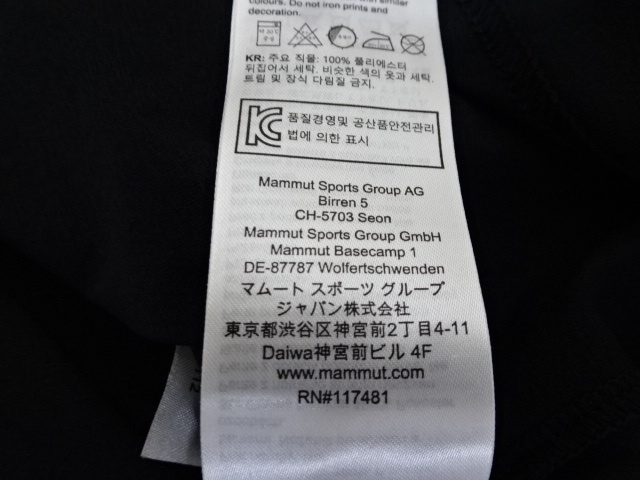 colours. Do not iron prints and
decoration.
KR: 주요 직물: 100% 폴리에스터
뒤집어서 세탁. 비슷한 색의 옷과 세탁.
트림 및 장식 다림질 금지.
품질경영및 공산품안전관리
법에 의한 표시
Mammut Sports Group AG
Birren 5
CH-5703 Seon
Mammut Sports Group GmbH
Mammut Basecamp 1
DE-87787 Wolfertschwenden
マムート スポーツ グループ
ジャパン株式会社
東京都渋谷区神宮前2丁目4-11
Daiwa神宮前ビル 4F
www.mammut.com
RN#117481